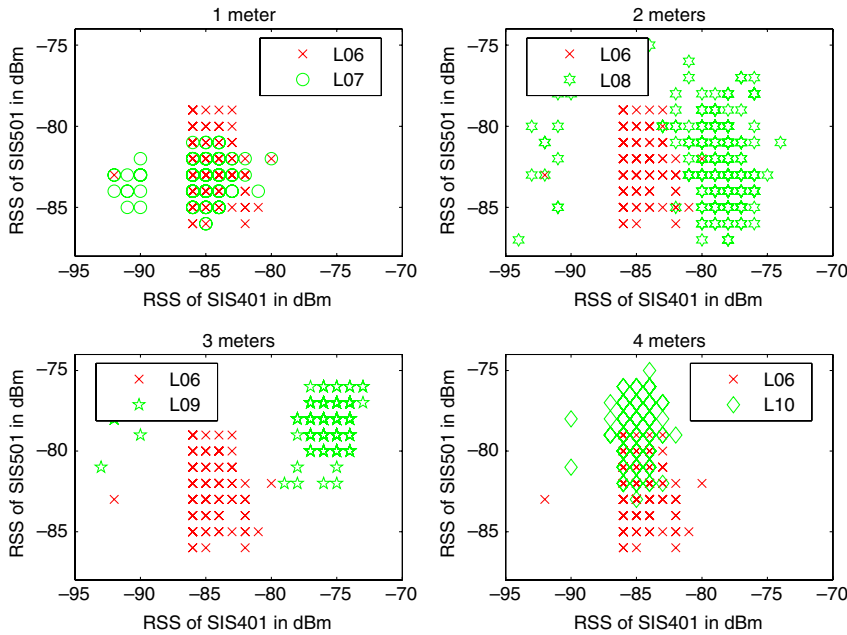 1 meter
L06
L07
−75
−80
−85
RSS of SIS501 in dBm
−95
−90
−85
−80
−75
−70
RSS of SIS401 in dBm
2 meters
L06
L08
−75
−80
−85
RSS of SIS501 in dBm
−95
−90
−85
−80
−75
−70
RSS of SIS401 in dBm
3 meters
L06
L09
−75
−80
−85
RSS of SIS501 in dBm
−95
−90
−85
−80
−75
−70
RSS of SIS401 in dBm
4 meters
L06
L10
−75
−80
−85
RSS of SIS501 in dBm
−95
−90
−85
−80
−75
−70
RSS of SIS401 in dBm